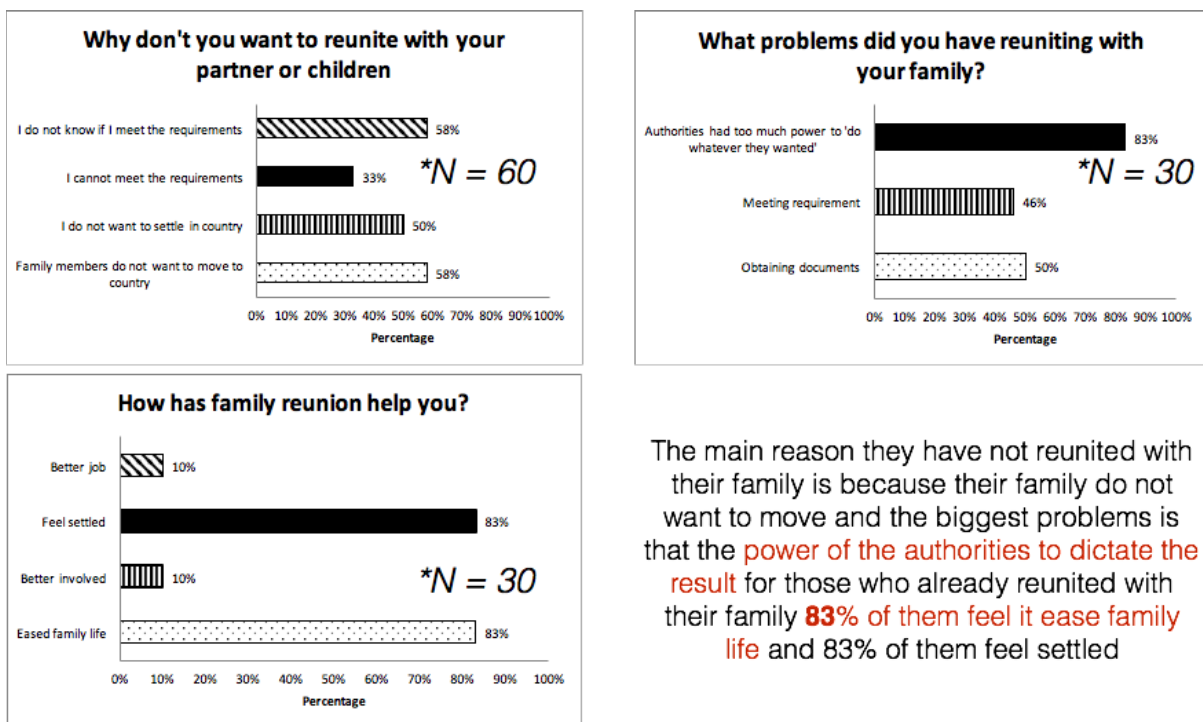 Why don't you want to reunite with your
partner or children
I do not know if I meet the requirements
58%
I cannot meet the requirements
33%
*N = 60
I do not want to settle in country
50%
Family members do not want to move to
country
58%
0% 10% 20% 30% 40% 50% 60% 70% 80% 90% 100%
Percentage
What problems did you have reuniting with
your family?
Authorities had too much power to 'do
whatever they wanted'
83%
*N = 30
Meeting requirement
46%
Obtaining documents
50%
0% 10% 20% 30% 40% 50% 60% 70% 80% 90% 100%
Percentage
How has family reunion help you?
Better job
10%
Feel settled
83%
Better involved
10%
*N = 30
Eased family life
83%
0% 10% 20% 30% 40% 50% 60% 70% 80% 90% 100%
Percentage
The main reason they have not reunited with
their family is because their family do not
want to move and the biggest problems is
that the power of the authorities to dictate the
result for those who already reunited with
their family 83% of them feel it ease family
life and 83% of them feel settled